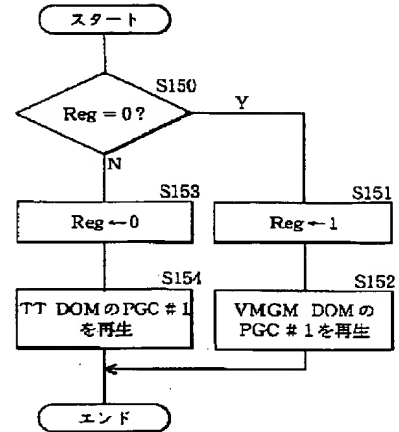 スタート
S150
Reg = 0?
Y
N
S153
Reg←0
S151
Reg←1
S154
TT DOMのPGC #1
を再生
S152
VMGM DOMの
PGC #1を再生
エンド